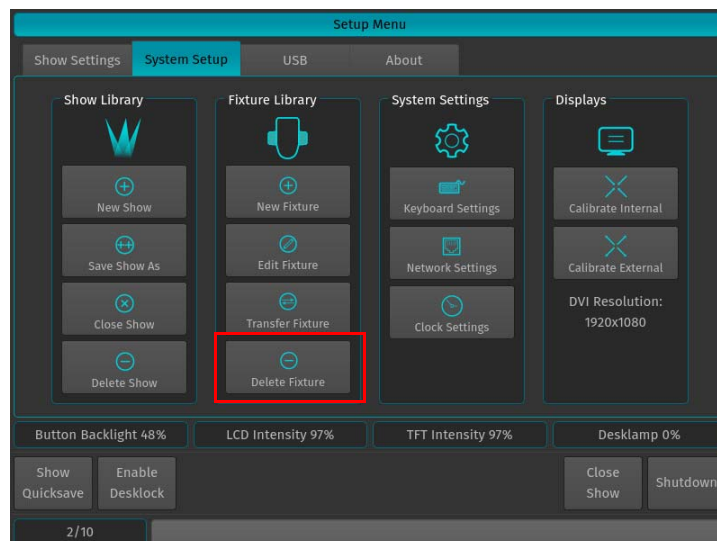 Setup Menu
Show Settings
System Setup
USB
About
Show Library
New Show
Save Show As
Close Show
Delete Show
Fixture Library
New Fixture
Edit Fixture
Transfer Fixture
Delete Fixture
System Settings
Keyboard Settings
Network Settings
Clock Settings
Displays
Calibrate Internal
Calibrate External
DVI Resolution:
1920x1080
Button Backlight 48%
LCD Intensity 97%
TFT Intensity 97%
Desklamp 0%
Show
Quicksave
Enable
Desklock
Close
Show
Shutdown
2/10